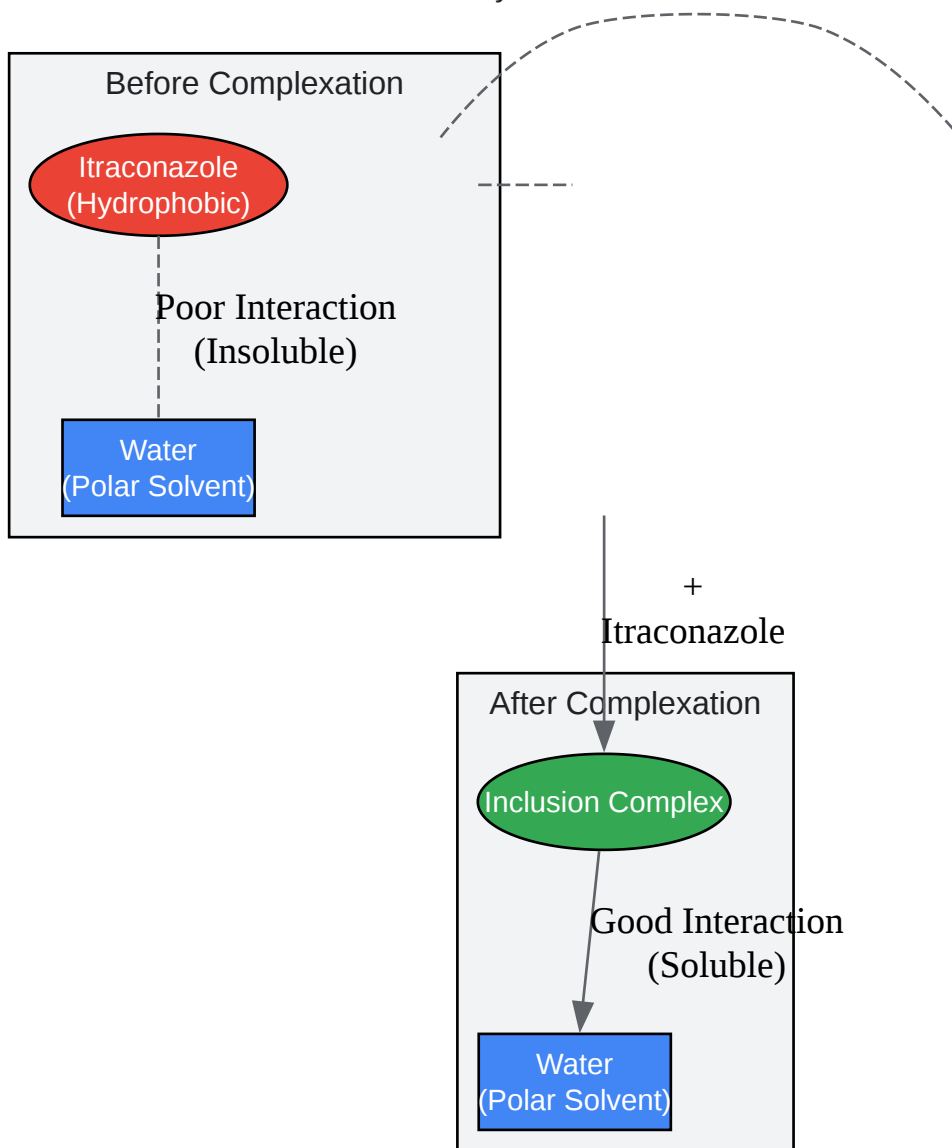 Before Complexation
Itraconazole
(Hydrophobic)
Poor Interaction
(Insoluble)
Water
(Polar Solvent)
+
Itraconazole
After Complexation
Inclusion Complex
Good Interaction
(Soluble)
Water
(Polar Solvent)